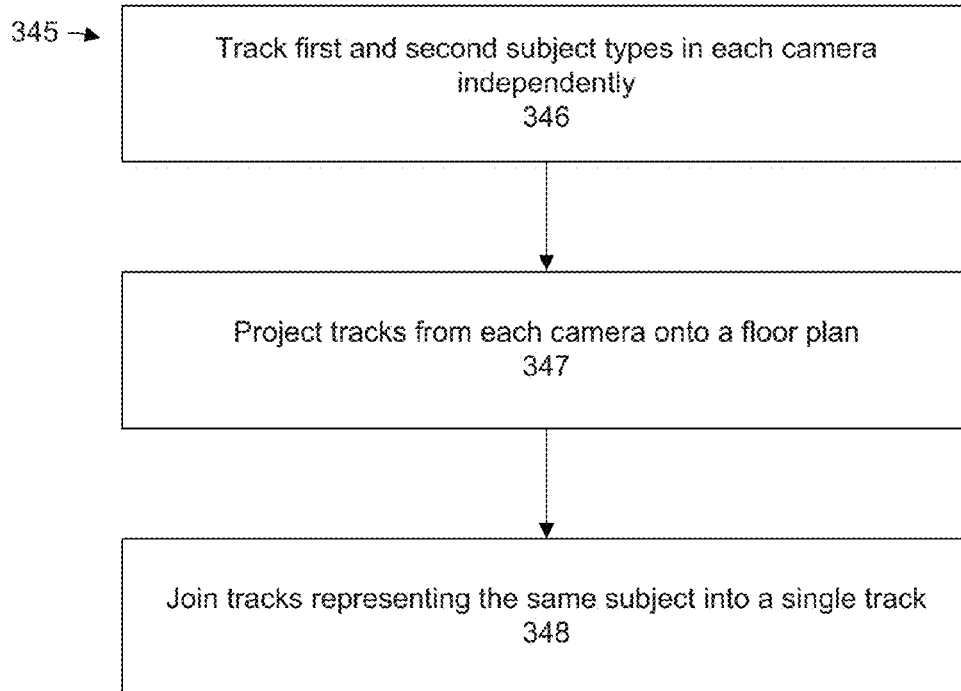 345
Track first and second subject types in each camera
independently
346
Project tracks from each camera onto a floor plan
347
Join tracks representing the same subject into a single track
348